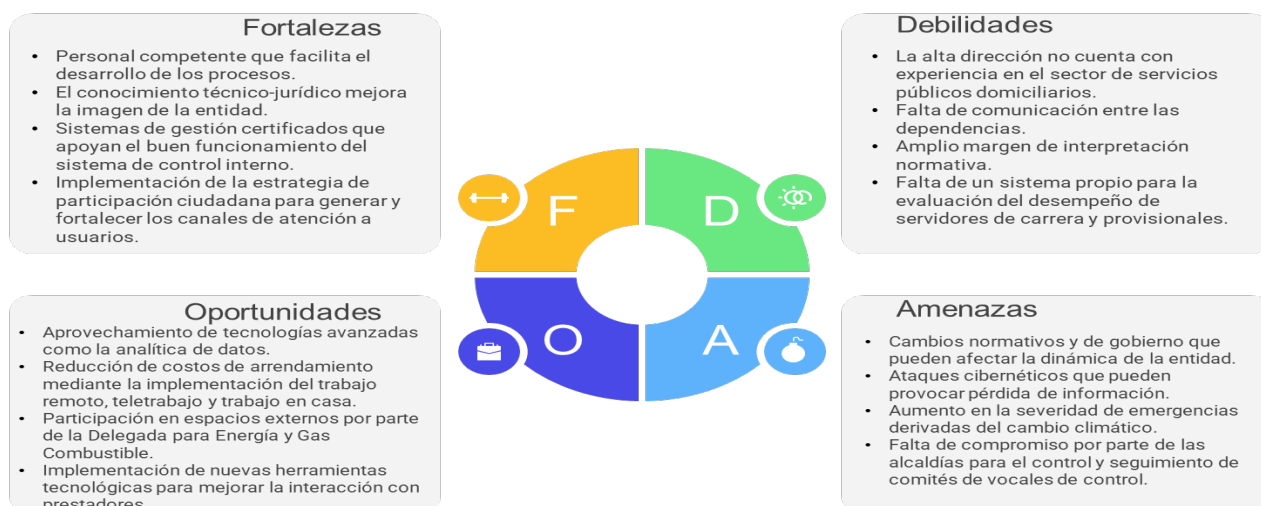 Fortalezas
• Personal competente que facilita el
desarrollo de los procesos.
• El conocimiento técnico-jurídico mejora
la imagen de la entidad.
• Sistemas de gestión certificados que
apoyan el buen funcionamiento del
sistema de control interno.
• Implementación de la estrategia de
participación ciudadana para generar y
fortalecer los canales de atención a
usuarios.
Debilidades
• La alta dirección no cuenta con
experiencia en el sector de servicios
públicos domiciliarios.
• Falta de comunicación entre las
dependencias.
• Amplio margen de interpretación
normativa.
• Falta de un sistema propio para la
evaluación del desempeño de
servidores de carrera y provisionales.
F
D
O
A
Oportunidades
• Aprovechamiento de tecnologías avanzadas
como la analítica de datos.
• Reducción de costos de arrendamiento
mediante la implementación del trabajo
remoto, teletrabajo y trabajo en casa.
• Participación en espacios externos por parte
de la Delegada para Energía y Gas
Combustible.
• Implementación de nuevas herramientas
tecnológicas para mejorar la interacción con
prestadores
Amenazas
• Cambios normativos y de gobierno que
pueden afectar la dinámica de la entidad.
• Ataques cibernéticos que pueden
provocar pérdida de información.
• Aumento en la severidad de emergencias
derivadas del cambio climático.
• Falta de compromiso por parte de las
alcaldías para el control y seguimiento de
comités de vocales de control.